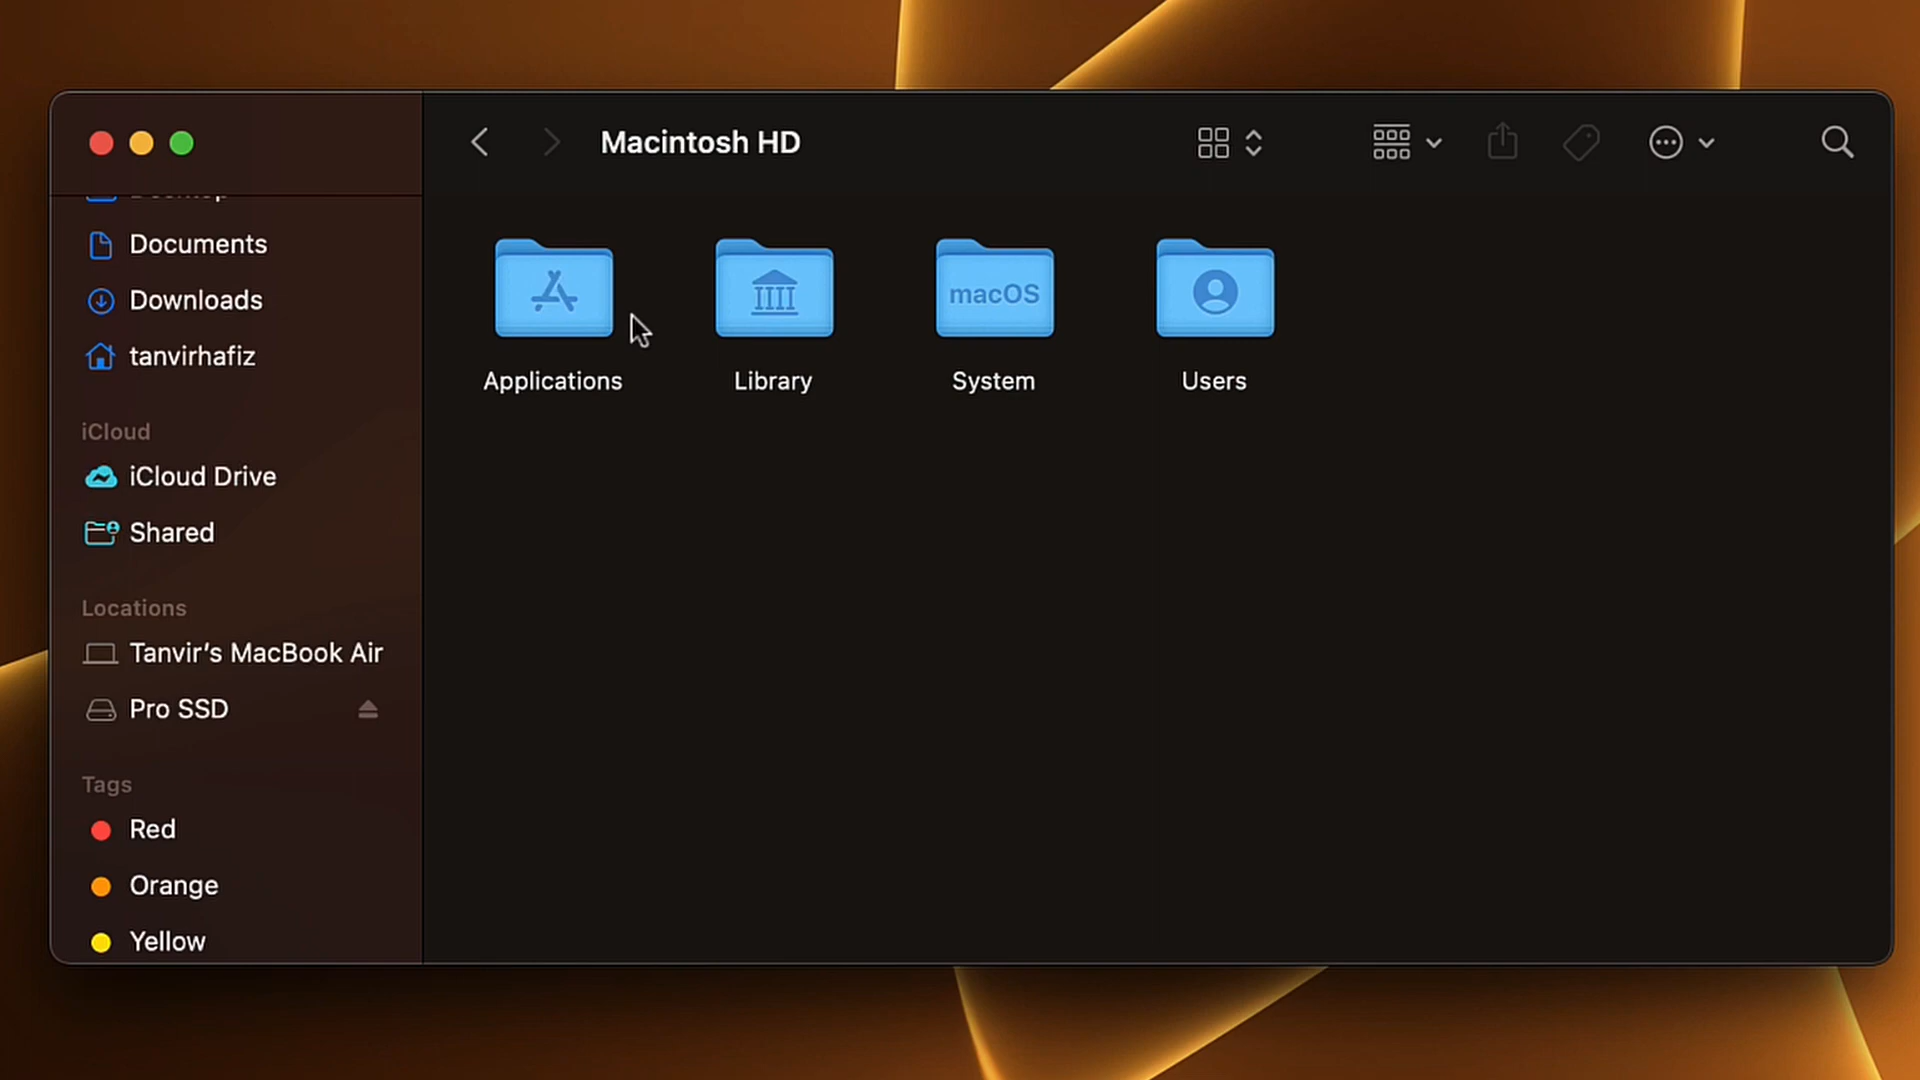 Macintosh HD
Documents
Downloads
tanvirhafiz
iCloud
iCloud Drive
Shared
Locations
Tanvir's MacBook Air
Pro SSD
Tags
Red
Orange
Yellow
macOS
Applications
Library
System
Users